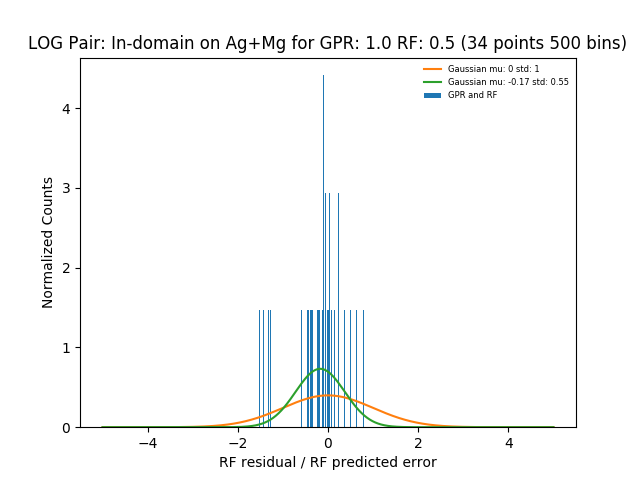 LOG Pair: In-domain on Ag+Mg for GPR: 1.0 RF: 0.5 (34 points 500 bins)
Gaussian mu: 0 std: 1
Gaussian mu: -0.17 std: 0.55
GPR and RF
Normalized Counts
4
3
2
1
0
−4 −2 0 2 4
RF residual / RF predicted error